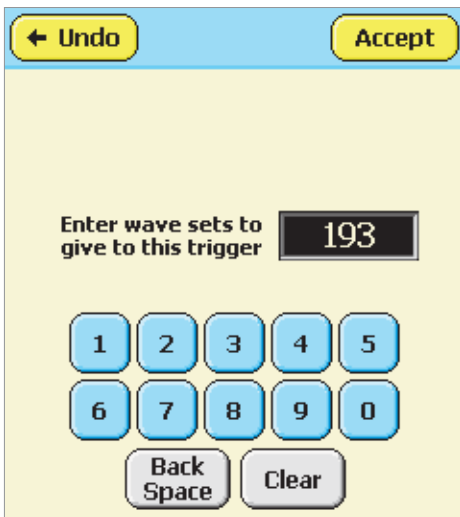 ← Undo
Accept
Enter wave sets to
give to this trigger
193
1 2 3 4 5
6 7 8 9 0
Back
Space
Clear